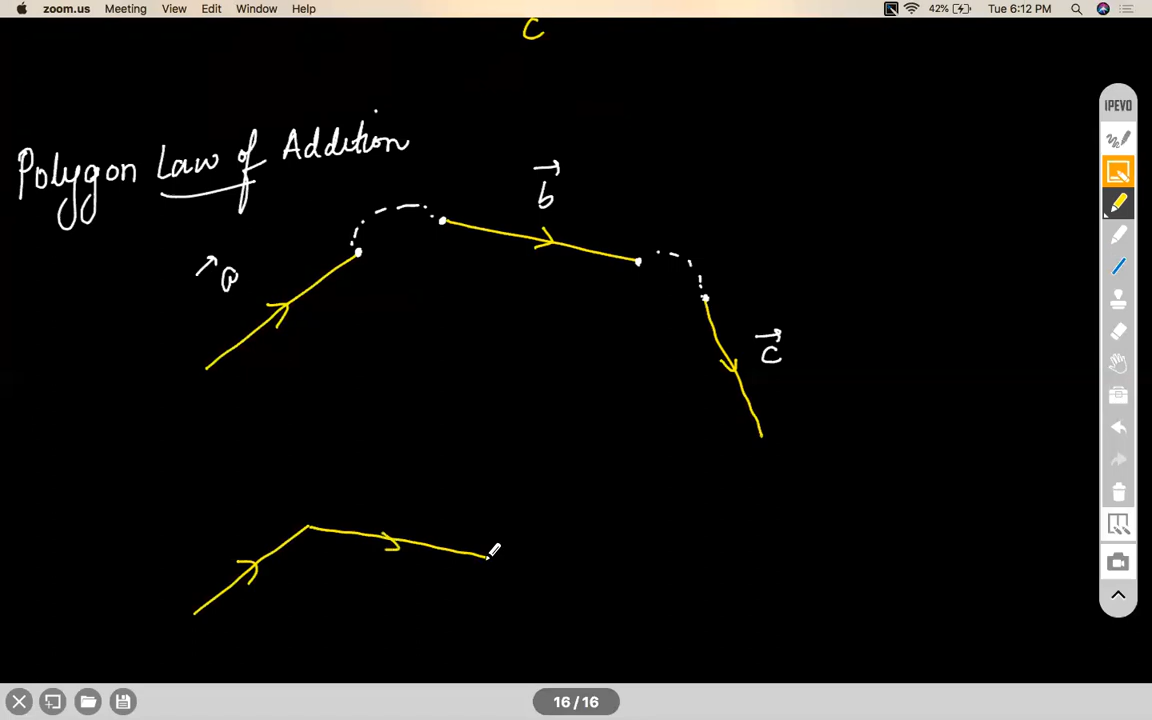 zoom.us Meeting View Edit Window Help 42% Tue 6:12 PM
C
Polygon Law of Addition
IPEVO
b
a
c
16/16